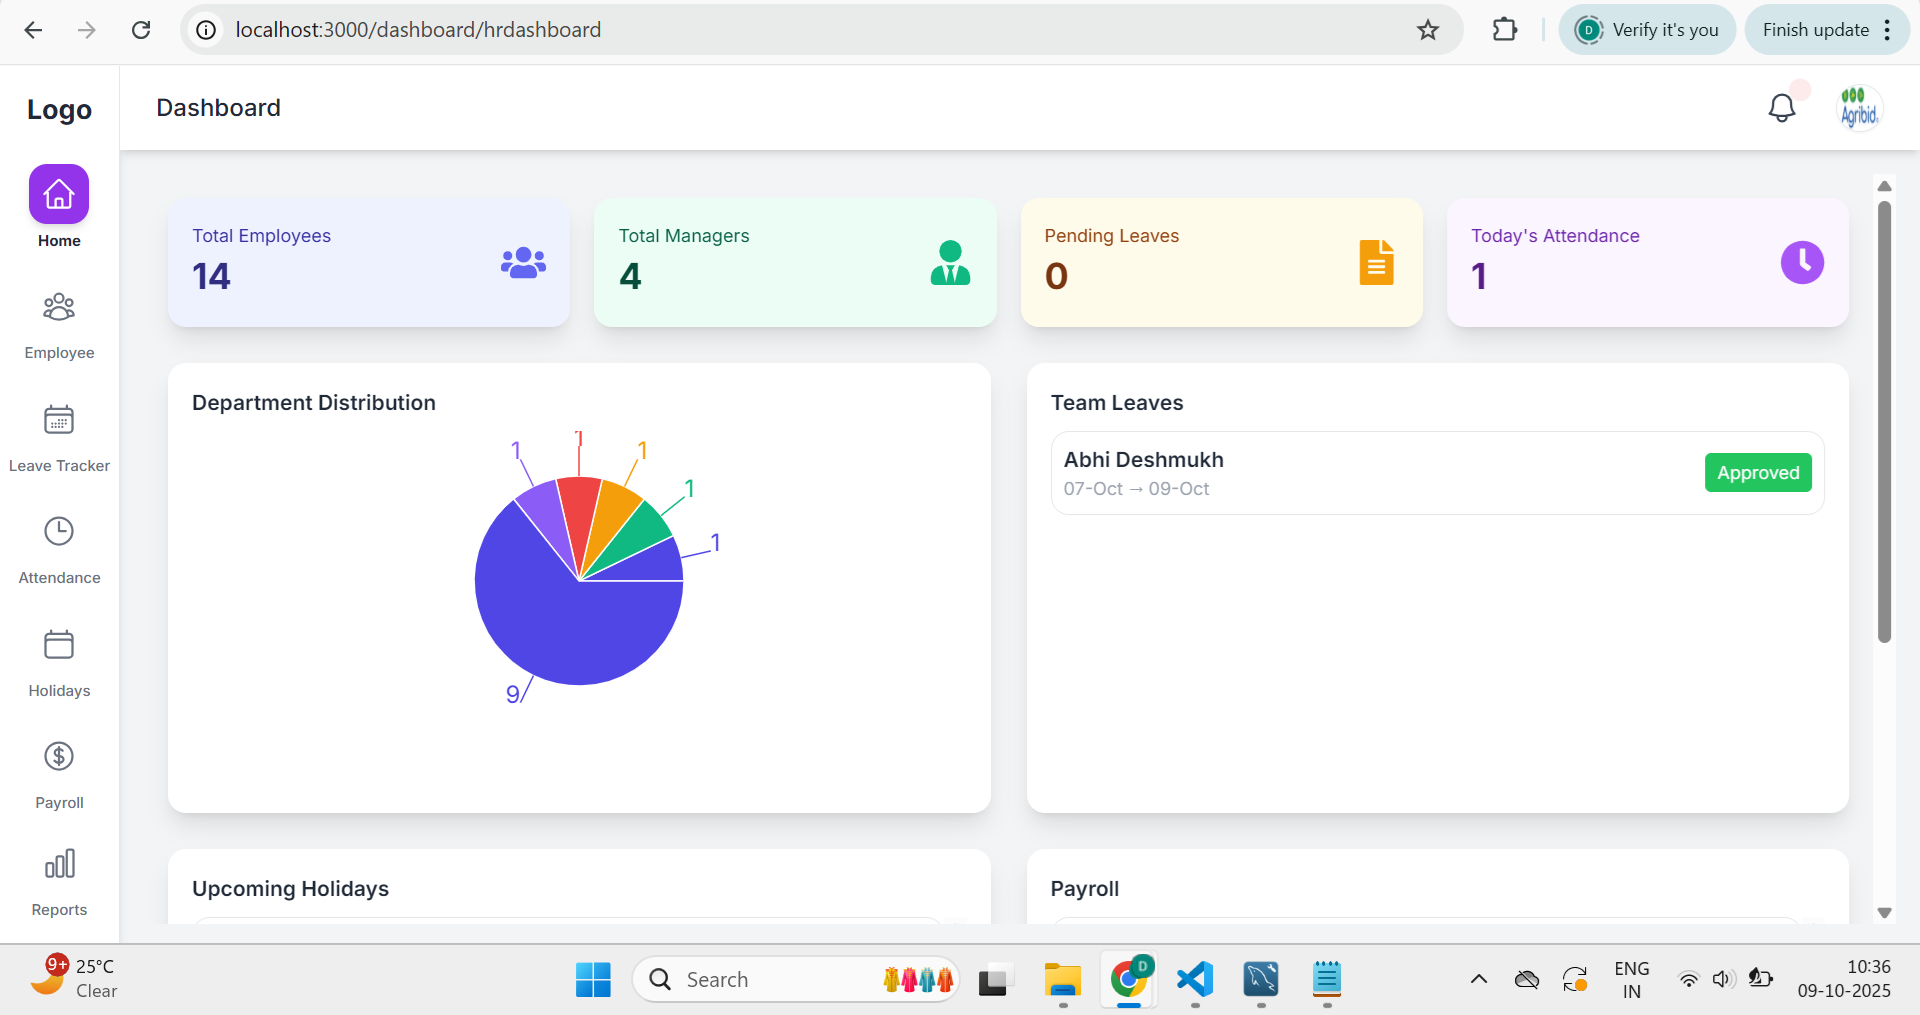 localhost:3000/dashboard/hrdashboard
D
Verify it's you
Finish update
Logo
Dashboard
Agribid
Home
Employee
Leave Tracker
Attendance
Holidays
Payroll
Reports
Total Employees
14
Total Managers
4
Pending Leaves
0
Today's Attendance
1
Department Distribution
1
1
1
1
1
9
Team Leaves
Abhi Deshmukh
07-Oct → 09-Oct
Approved
Upcoming Holidays
Payroll
9+
25°C
Clear
Search
D
ENG
IN
10:36
09-10-2025